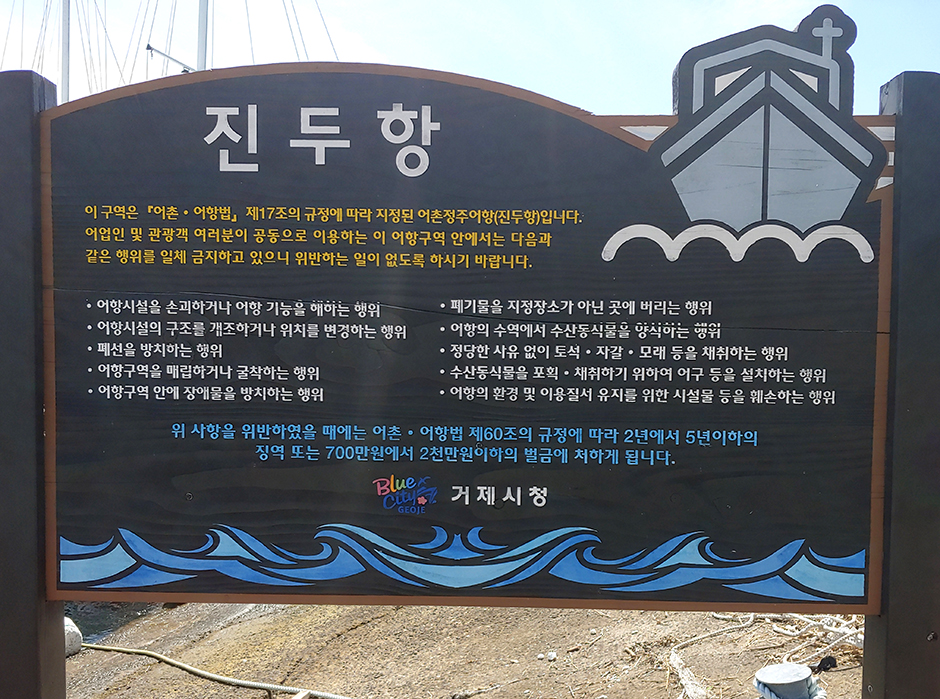 진두항
이 구역은 『어촌·어항법』 제17조의 규정에 따라 지정된 어촌정주어항(진두항)입니다.
어업인 및 관광객 여러분이 공동으로 이용하는 이 어항구역 안에서는 다음과
같은 행위를 일체 금지하고 있으니 위반하는 일이 없도록 하시기 바랍니다.
· 어항시설을 손괴하거나 어항 기능을 해하는 행위
· 어항시설의 구조를 개조하거나 위치를 변경하는 행위
· 폐선을 방치하는 행위
· 어항구역을 매립하거나 굴착하는 행위
· 어항구역 안에 장애물을 방치하는 행위
· 폐기물을 지정장소가 아닌 곳에 버리는 행위
· 어항의 수역에서 수산동식물을 양식하는 행위
· 정당한 사유 없이 토석·자갈·모래 등을 채취하는 행위
· 수산동식물을 포획·채취하기 위하여 어구 등을 설치하는 행위
· 어항의 환경 및 이용질서 유지를 위한 시설물 등을 훼손하는 행위
위 사항을 위반하였을 때에는 어촌·어항법 제60조의 규정에 따라 2년에서 5년이하의
징역 또는 700만원에서 2천만원이하의 벌금에 처하게 됩니다.
Blue City GEOJE 거제시청